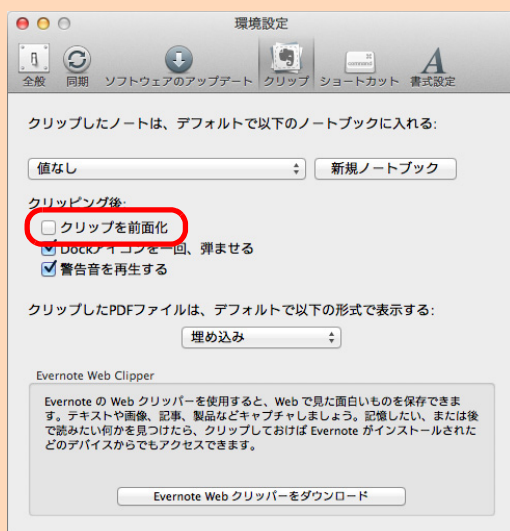 環境設定
全般 同期 ソフトウェアのアップデート クリップ ショートカット 書式設定
クリップしたノートは、デフォルトで以下のノートブックに入れる:
値なし 新規ノートブック
クリッピング後:
クリップを前面化
Dockアイコンを一回、弾ませる
警告音を再生する
クリップしたPDFファイルは、デフォルトで以下の形式で表示する:
埋め込み
Evernote Web Clipper
Evernote の Web クリッパーを使用すると、Web で見た面白いものを保存できま
す。テキストや画像、記事、製品などキャプチャしましょう。記憶したい、または後
で読みたい何かを見つけたら、クリップしておけば Evernote がインストールされた
どのデバイスからでもアクセスできます。
Evernote Web クリッパーをダウンロード